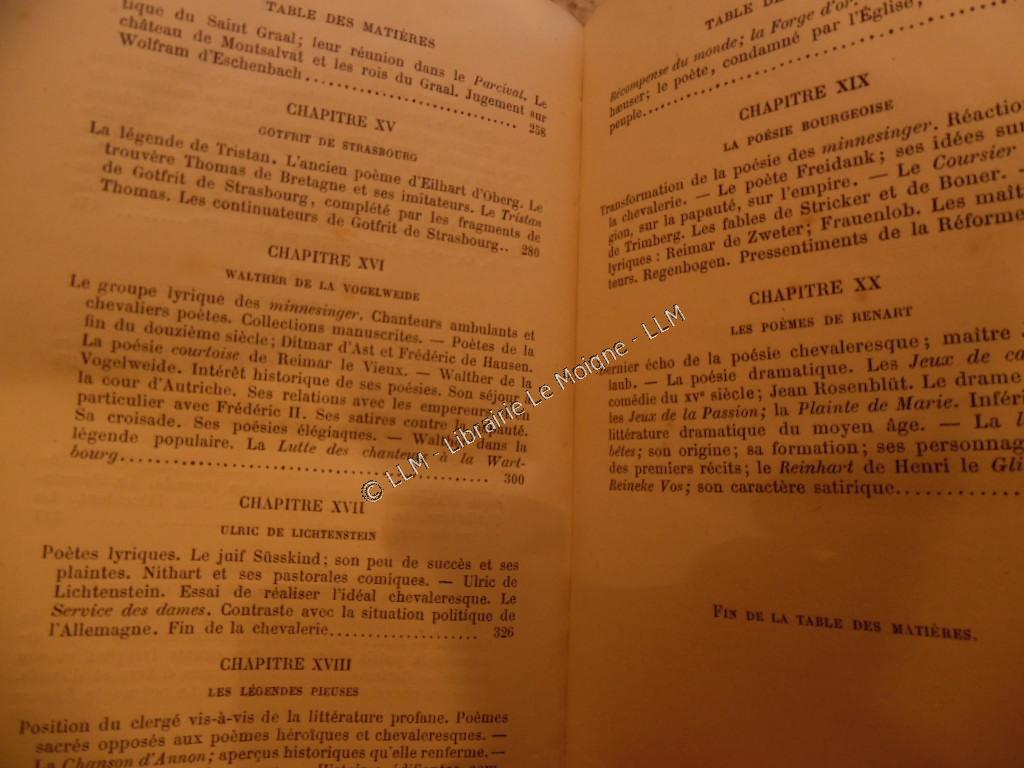 TABLE DES MATIÈRES
tique du Saint Graal; leur réunion dans le Parcival. Le
château de Montsalvat et les rois du Graal. Jugement sur
Wolfram d'Eschenbach........................ 258
CHAPITRE XV
GOTFRIT DE STRASBOURG
La légende de Tristan. L'ancien poème d'Eilhart d'Oberg. Le
trouvère Thomas de Bretagne et ses imitateurs. Le Tristan
de Gotfrit de Strasbourg, complété par les fragments de
Thomas. Les continuateurs de Gotfrit de Strasbourg.. 280
CHAPITRE XVI
WALTHER DE LA VOGELWEIDE
Le groupe lyrique des minnesinger. Chanteurs ambulants et
chevaliers poètes. Collections manuscrites. — Poètes de la
fin du douzième siècle; Ditmar d'Ast et Frédéric de Hausen.
La poésie courtoise de Reimar le Vieux. — Walther de la
Vogelweide. Intérêt historique de ses poésies. Son séjour à
la cour d'Autriche. Ses relations avec les empereurs, en
particulier avec Frédéric II. Ses satires contre la papauté.
Sa croisade. Ses poésies élégiaques. — Walther dans la
légende populaire. La Lutte des chanteurs à la Wart-
bourg........................ 300
CHAPITRE XVII
ULRIC DE LICHTENSTEIN
Poètes lyriques. Le juif Süsskind; son peu de succès et ses
plaintes. Nithart et ses pastorales comiques. — Ulric de
Lichtenstein. Essai de réaliser l'idéal chevaleresque. Le
Service des dames. Contraste avec la situation politique de
l'Allemagne. Fin de la chevalerie.................. 326
CHAPITRE XVIII
LES LÉGENDES PIEUSES
Position du clergé vis-à-vis de la littérature profane. Poèmes
sacrés opposés aux poèmes héroïques et chevaleresques. —
La Chanson d'Annon; aperçus historiques qu'elle renferme. —
TABLE DE
Récompense du monde; la Forge d'or.
hæuser; le poète, condamné par l'Église,
peuple........................
CHAPITRE XIX
LA POÉSIE BOURGEOISE
Transformation de la poésie des minnesinger. Réaction
la chevalerie. — Le poète Freidank; ses idées sur
gion, sur la papauté, sur l'empire. — Le Coursier
de Trimberg. Les fables de Stricker et de Boner. —
lyriques : Reimar de Zweter; Frauenlob. Les maît
teurs. Regenbogen. Pressentiments de la Réforme
CHAPITRE XX
LES POÈMES DE RENART
rnier écho de la poésie chevaleresque; maître
laub. — La poésie dramatique. Les Jeux de ca
comédie du XVe siècle; Jean Rosenblüt. Le drame
les Jeux de la Passion; la Plainte de Marie. Inféri
littérature dramatique du moyen âge. — La l
bêtes; son origine; sa formation; ses personnag
des premiers récits; le Reinhart de Henri le Gli
Reineke Vos; son caractère satirique...............
FIN DE LA TABLE DES MATIÈRES.
© LLM - Librairie Le Moigne - LLM